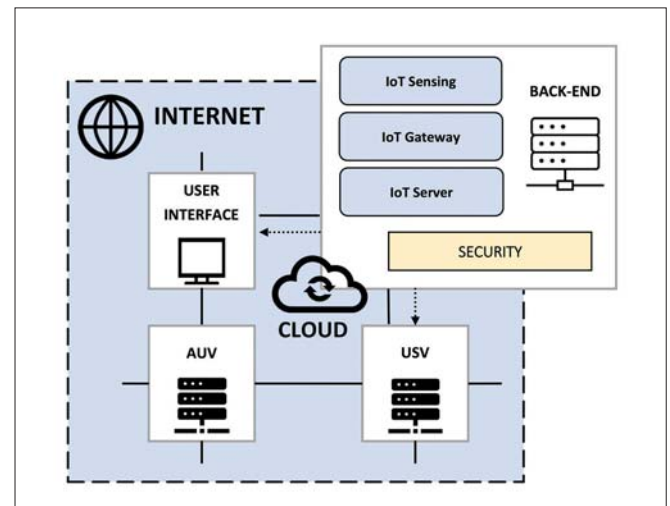 INTERNET
IoT Sensing
BACK-END
IoT Gateway
IoT Server
USER
INTERFACE
SECURITY
CLOUD
AUV
USV